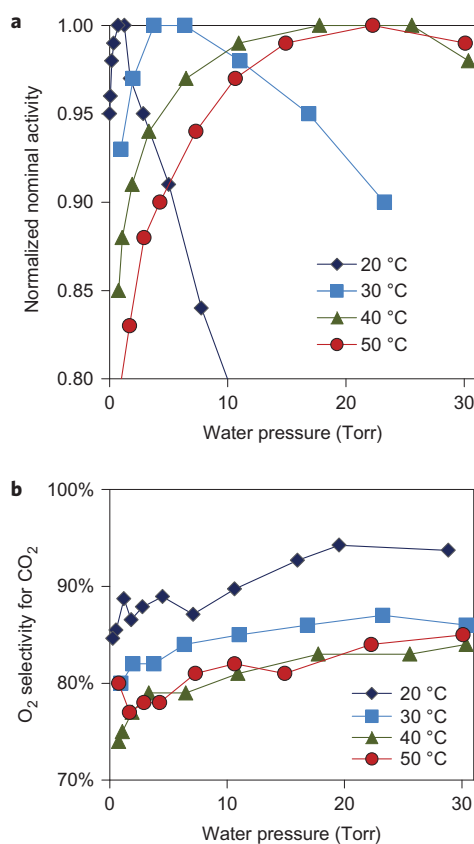 a
1.00
0.95
0.90
0.85
0.80
Normalized nominal activity
20 °C
30 °C
40 °C
50 °C
0
10
20
30
Water pressure (Torr)
b
100%
90%
80%
70%
O₂ selectivity for CO₂
20 °C
30 °C
40 °C
50 °C
0
10
20
30
Water pressure (Torr)